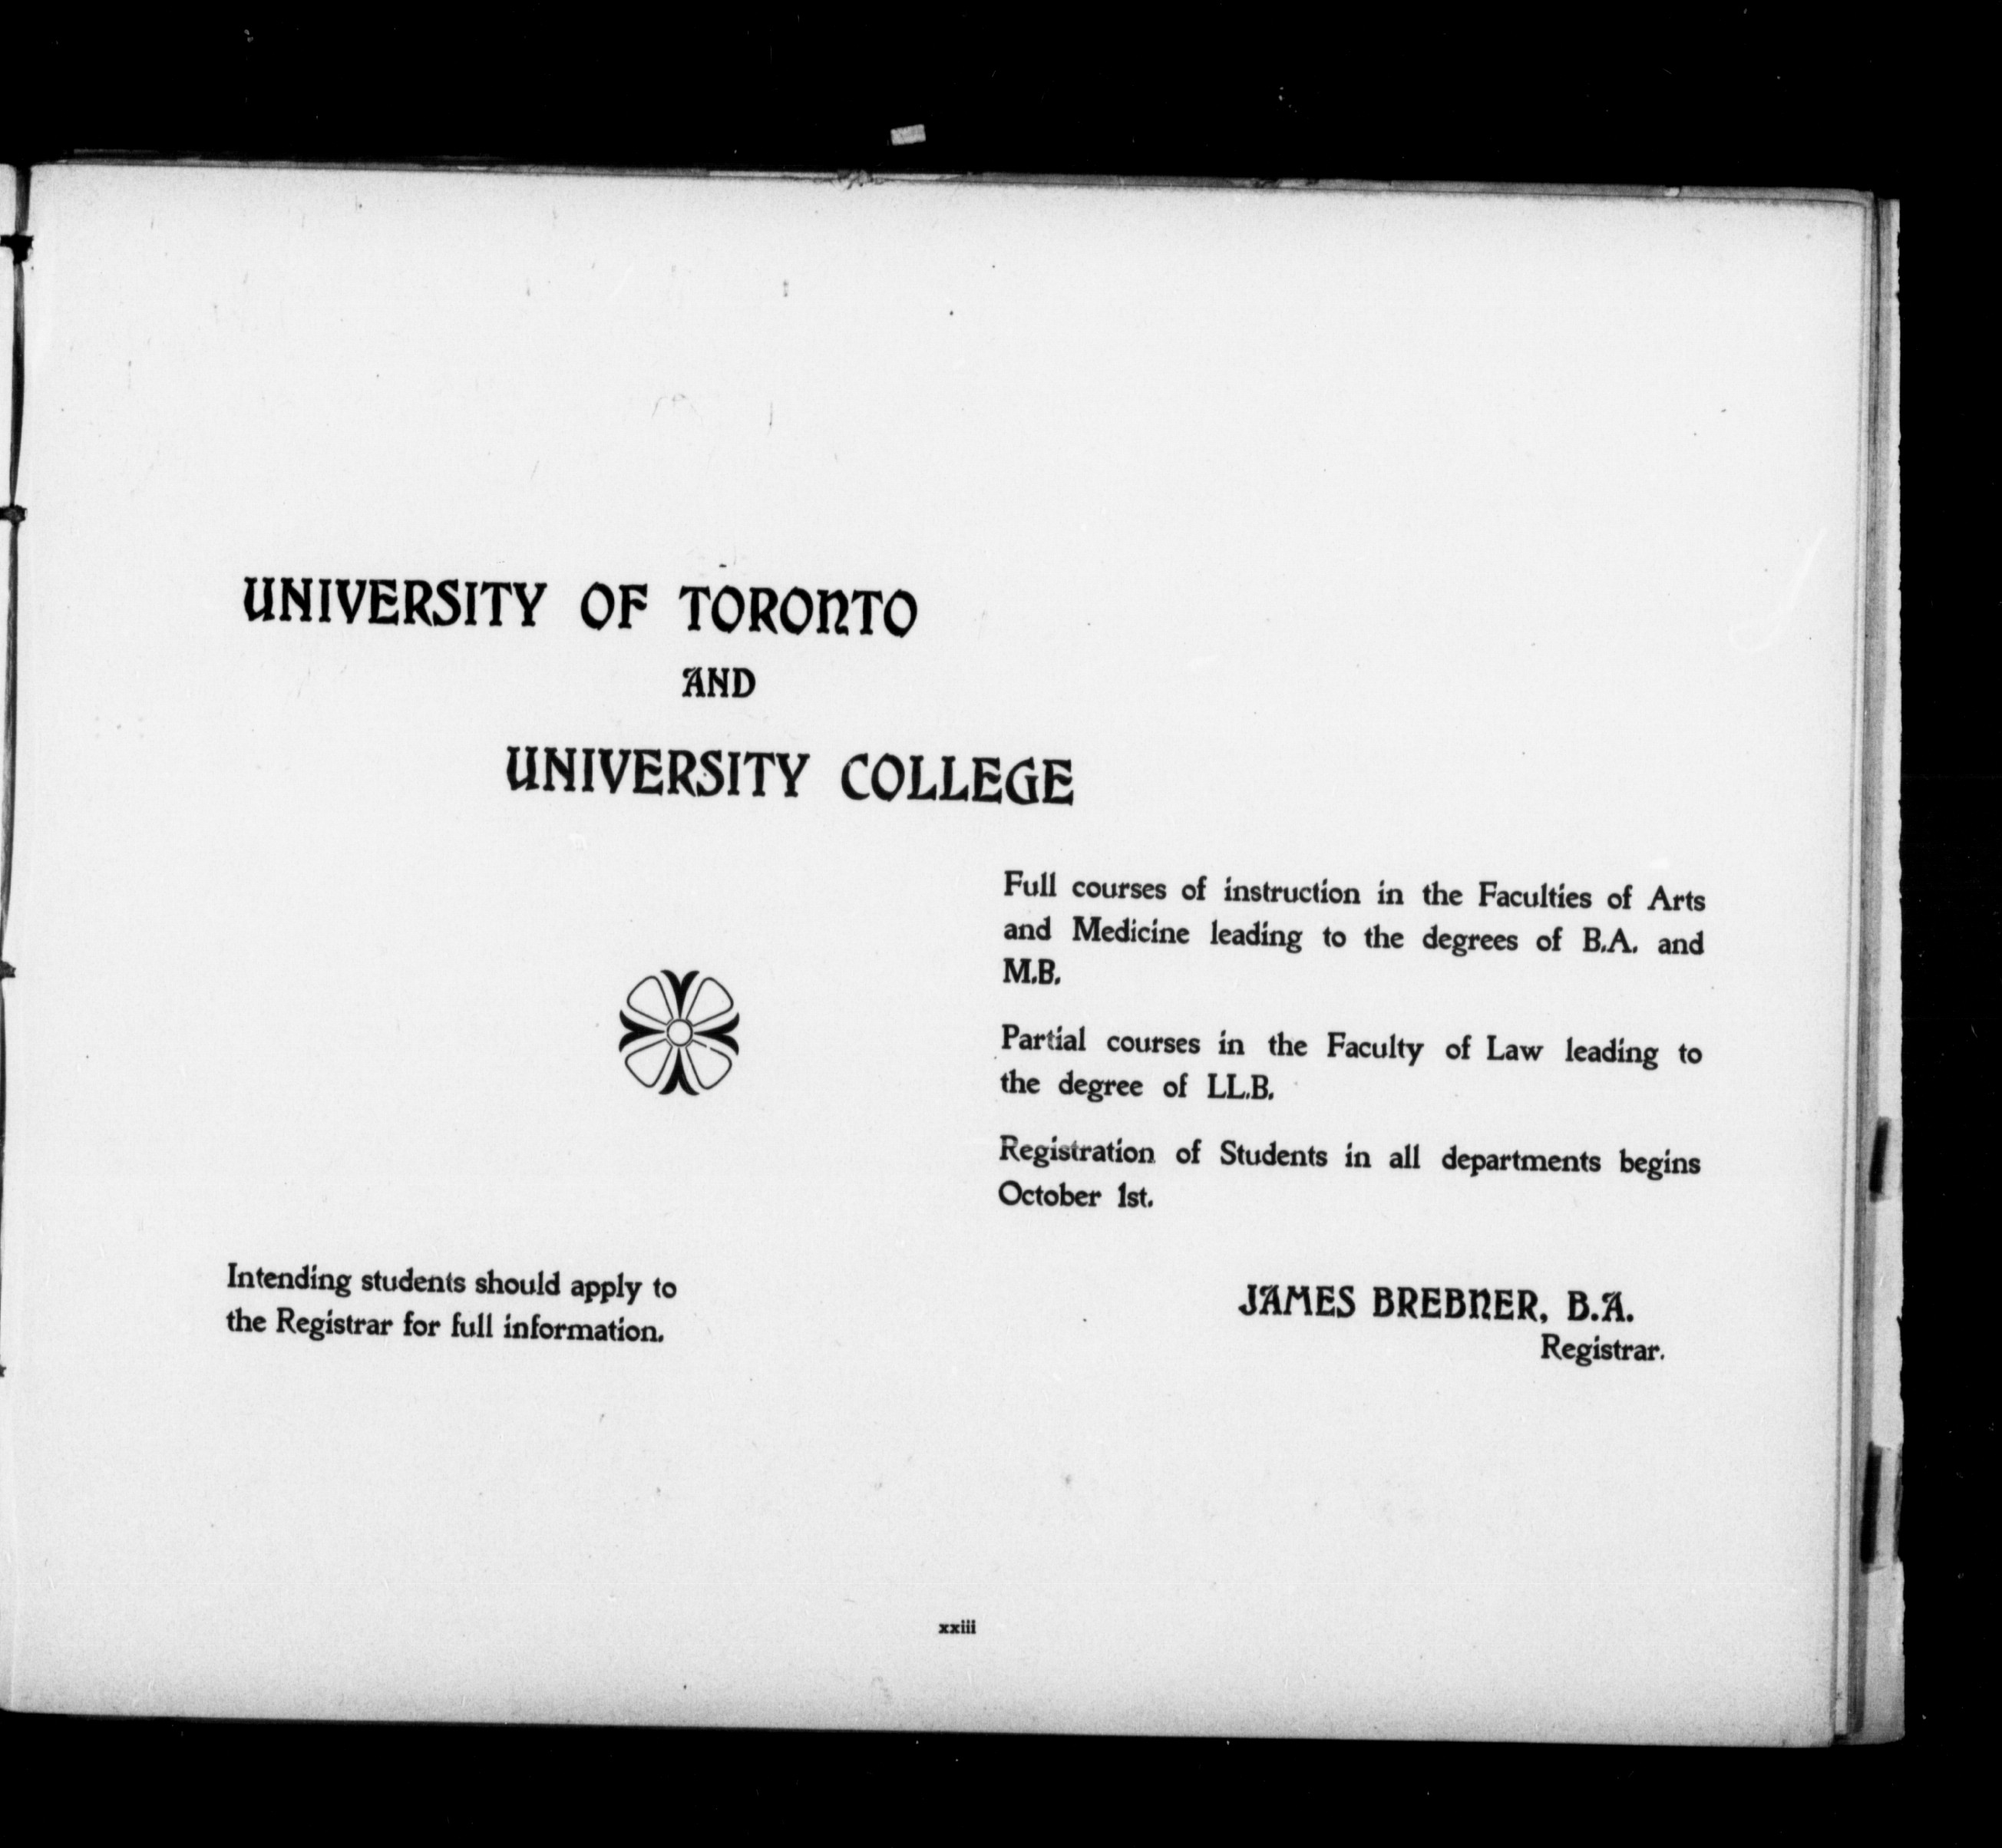 UNIVERSITY OF TORONTO
AND
UNIVERSITY COLLEGE
Full courses of instruction in the Faculties of Arts
and Medicine leading to the degrees of B.A. and
M.B.
Partial courses in the Faculty of Law leading to
the degree of LL.B.
Registration of Students in all departments begins
October 1st.
Intending students should apply to
the Registrar for full information.
JAMES BREBNER, B.A.
Registrar.
xxiii